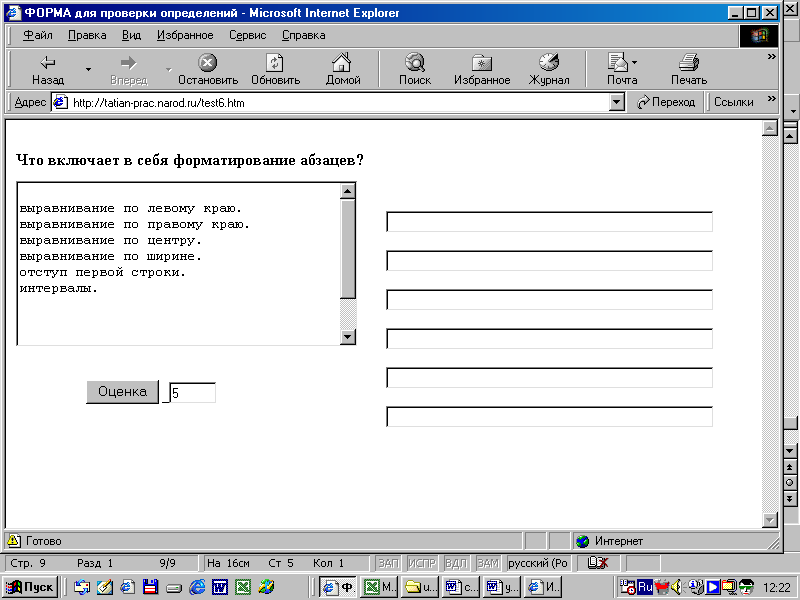 ФОРМА для проверки определений - Microsoft Internet Explorer
Файл Правка Вид Избранное Сервис Справка
Назад Вперед Остановить Обновить Домой Поиск Избранное Журнал Почта Печать »
Адрес http://tatian-prac.narod.ru/test6.htm Переход Ссылки »
Что включает в себя форматирование абзацев?
выравнивание по левому краю.
выравнивание по правому краю.
выравнивание по центру.
выравнивание по ширине.
отступ первой строки.
интервалы.
Оценка 5
Готово Интернет
Стр. 9 Разд 1 9/9 На 16см Ст 5 Кол 1 ЗАП ИСПР ВДЛ ЗАМ русский (Ро
Пуск Ф. М.. u... с... у... И.. Ru 12:22